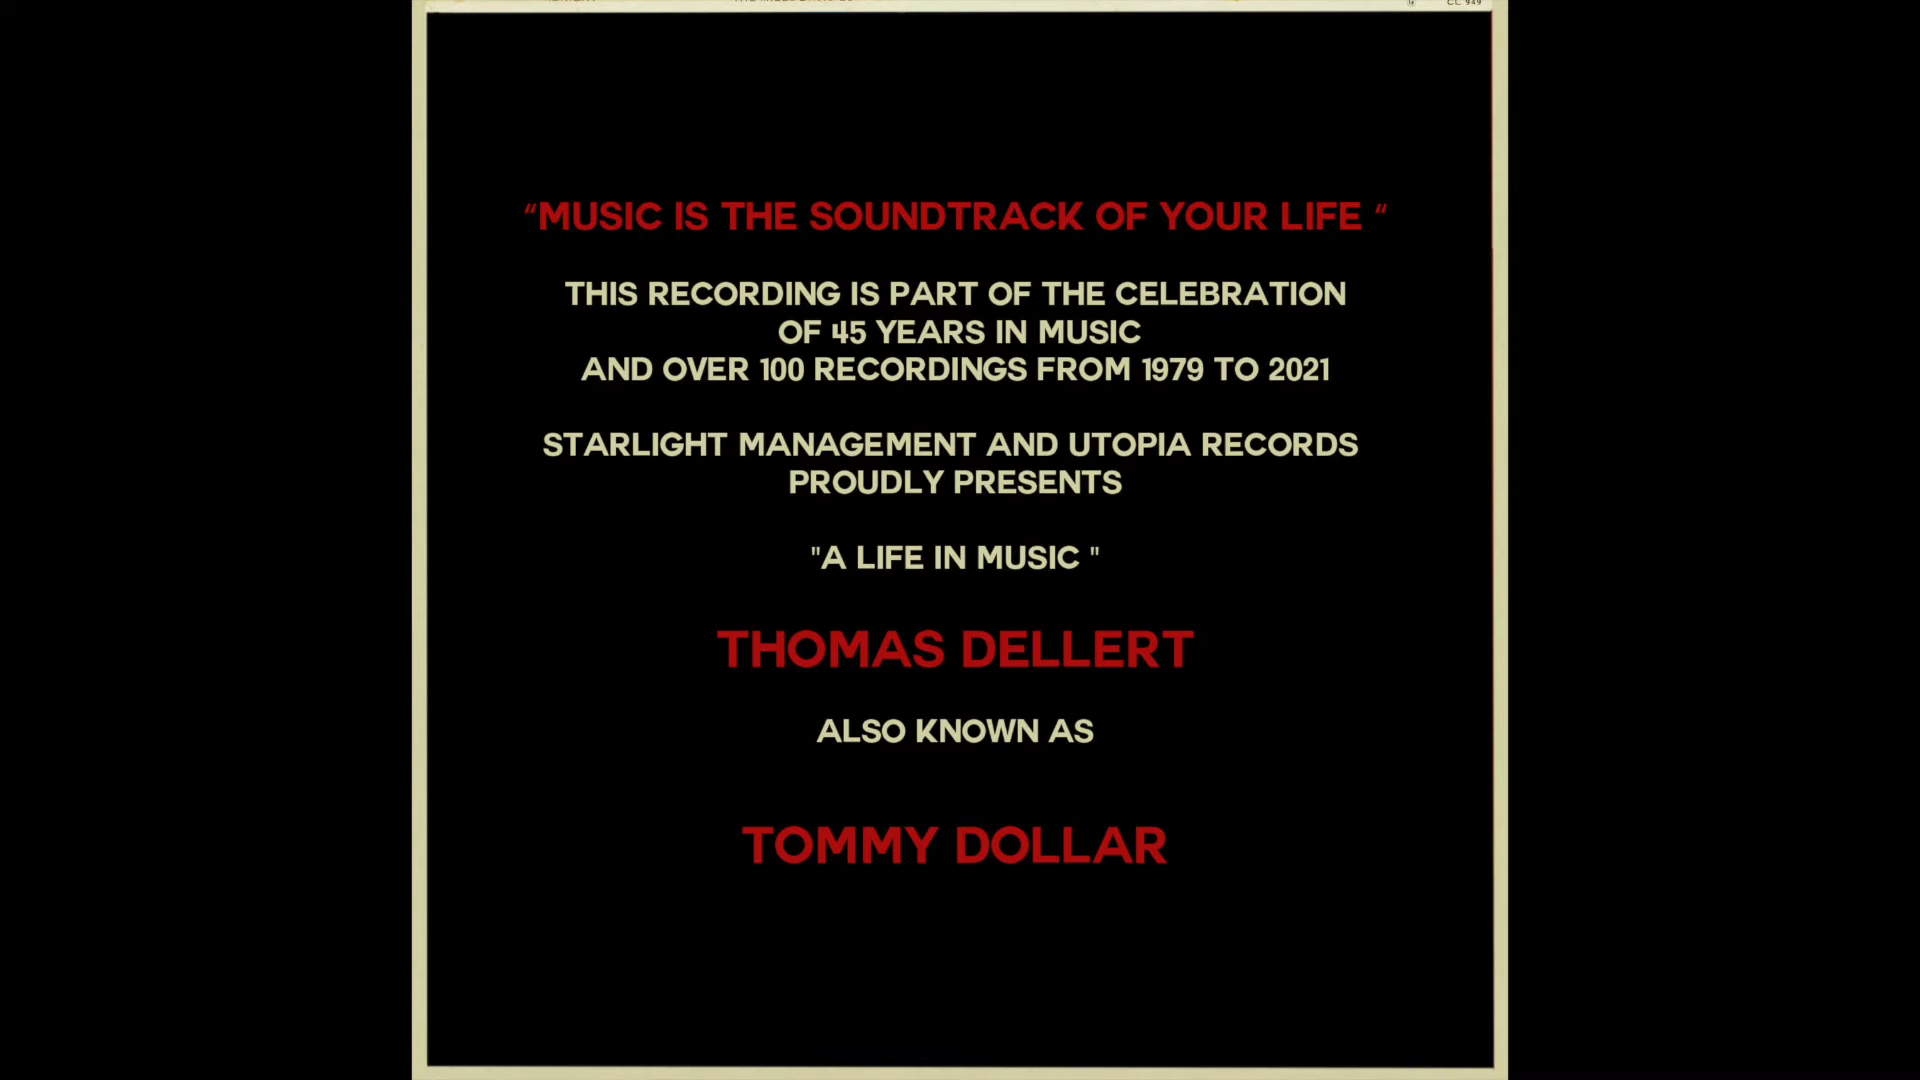 CL 949
“MUSIC IS THE SOUNDTRACK OF YOUR LIFE “
THIS RECORDING IS PART OF THE CELEBRATION
OF 45 YEARS IN MUSIC
AND OVER 100 RECORDINGS FROM 1979 TO 2021
STARLIGHT MANAGEMENT AND UTOPIA RECORDS
PROUDLY PRESENTS
"A LIFE IN MUSIC "
THOMAS DELLERT
ALSO KNOWN AS
TOMMY DOLLAR